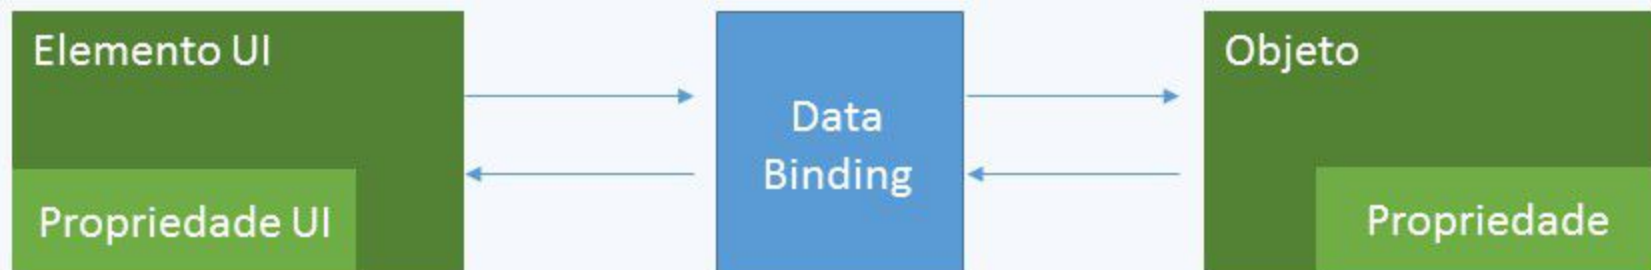 Elemento UI
Propriedade UI
Data
Binding
Objeto
Propriedade